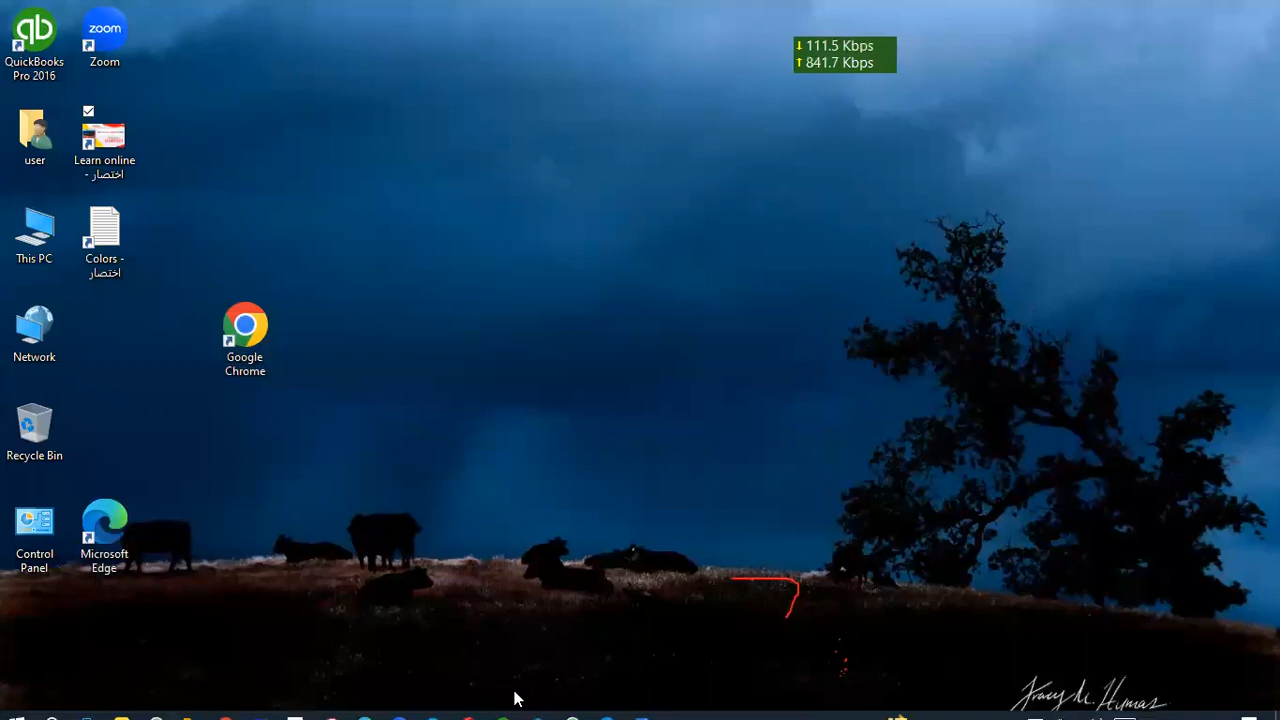 QuickBooks
Pro 2016
zoom
Zoom
↓ 111.5 Kbps
↑ 841.7 Kbps
user
Learn online
- اختصار
This PC
Colors -
اختصار
Network
Google
Chrome
Recycle Bin
Control
Panel
Microsoft
Edge